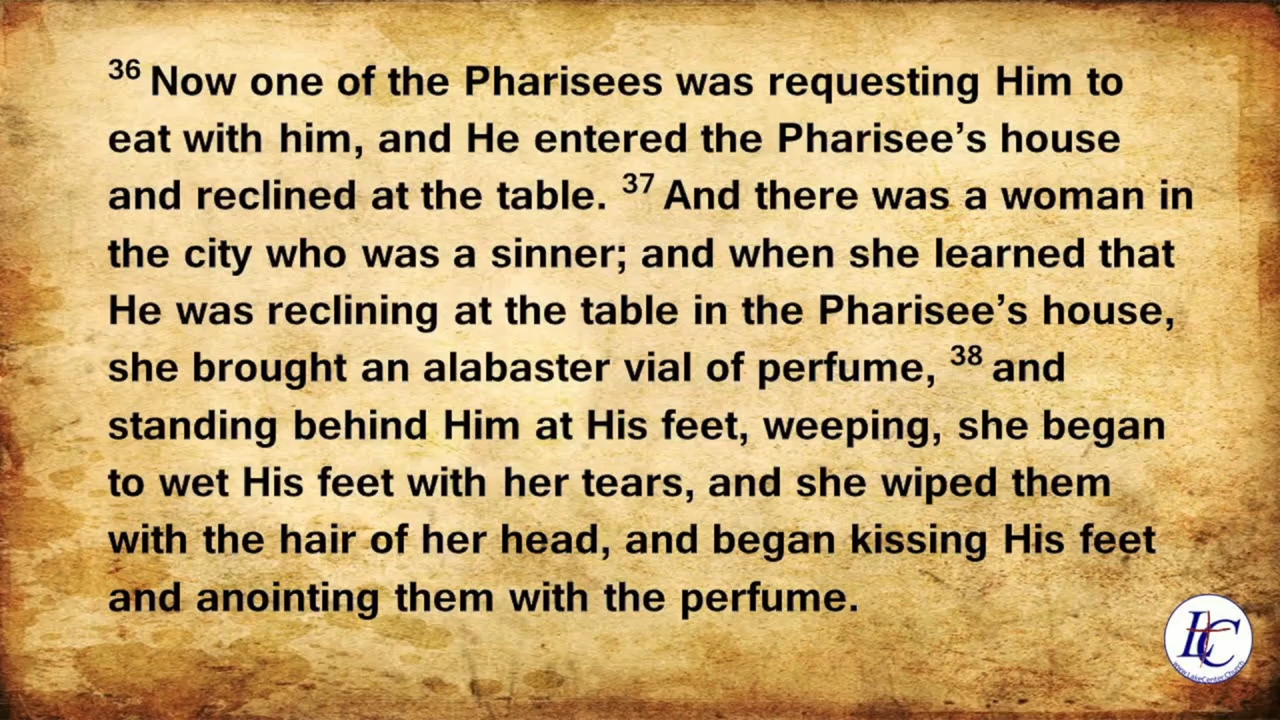 36 Now one of the Pharisees was requesting Him to
eat with him, and He entered the Pharisee’s house
and reclined at the table. 37 And there was a woman in
the city who was a sinner; and when she learned that
He was reclining at the table in the Pharisee’s house,
she brought an alabaster vial of perfume, 38 and
standing behind Him at His feet, weeping, she began
to wet His feet with her tears, and she wiped them
with the hair of her head, and began kissing His feet
and anointing them with the perfume.
LC
www.LakeCenter.Church